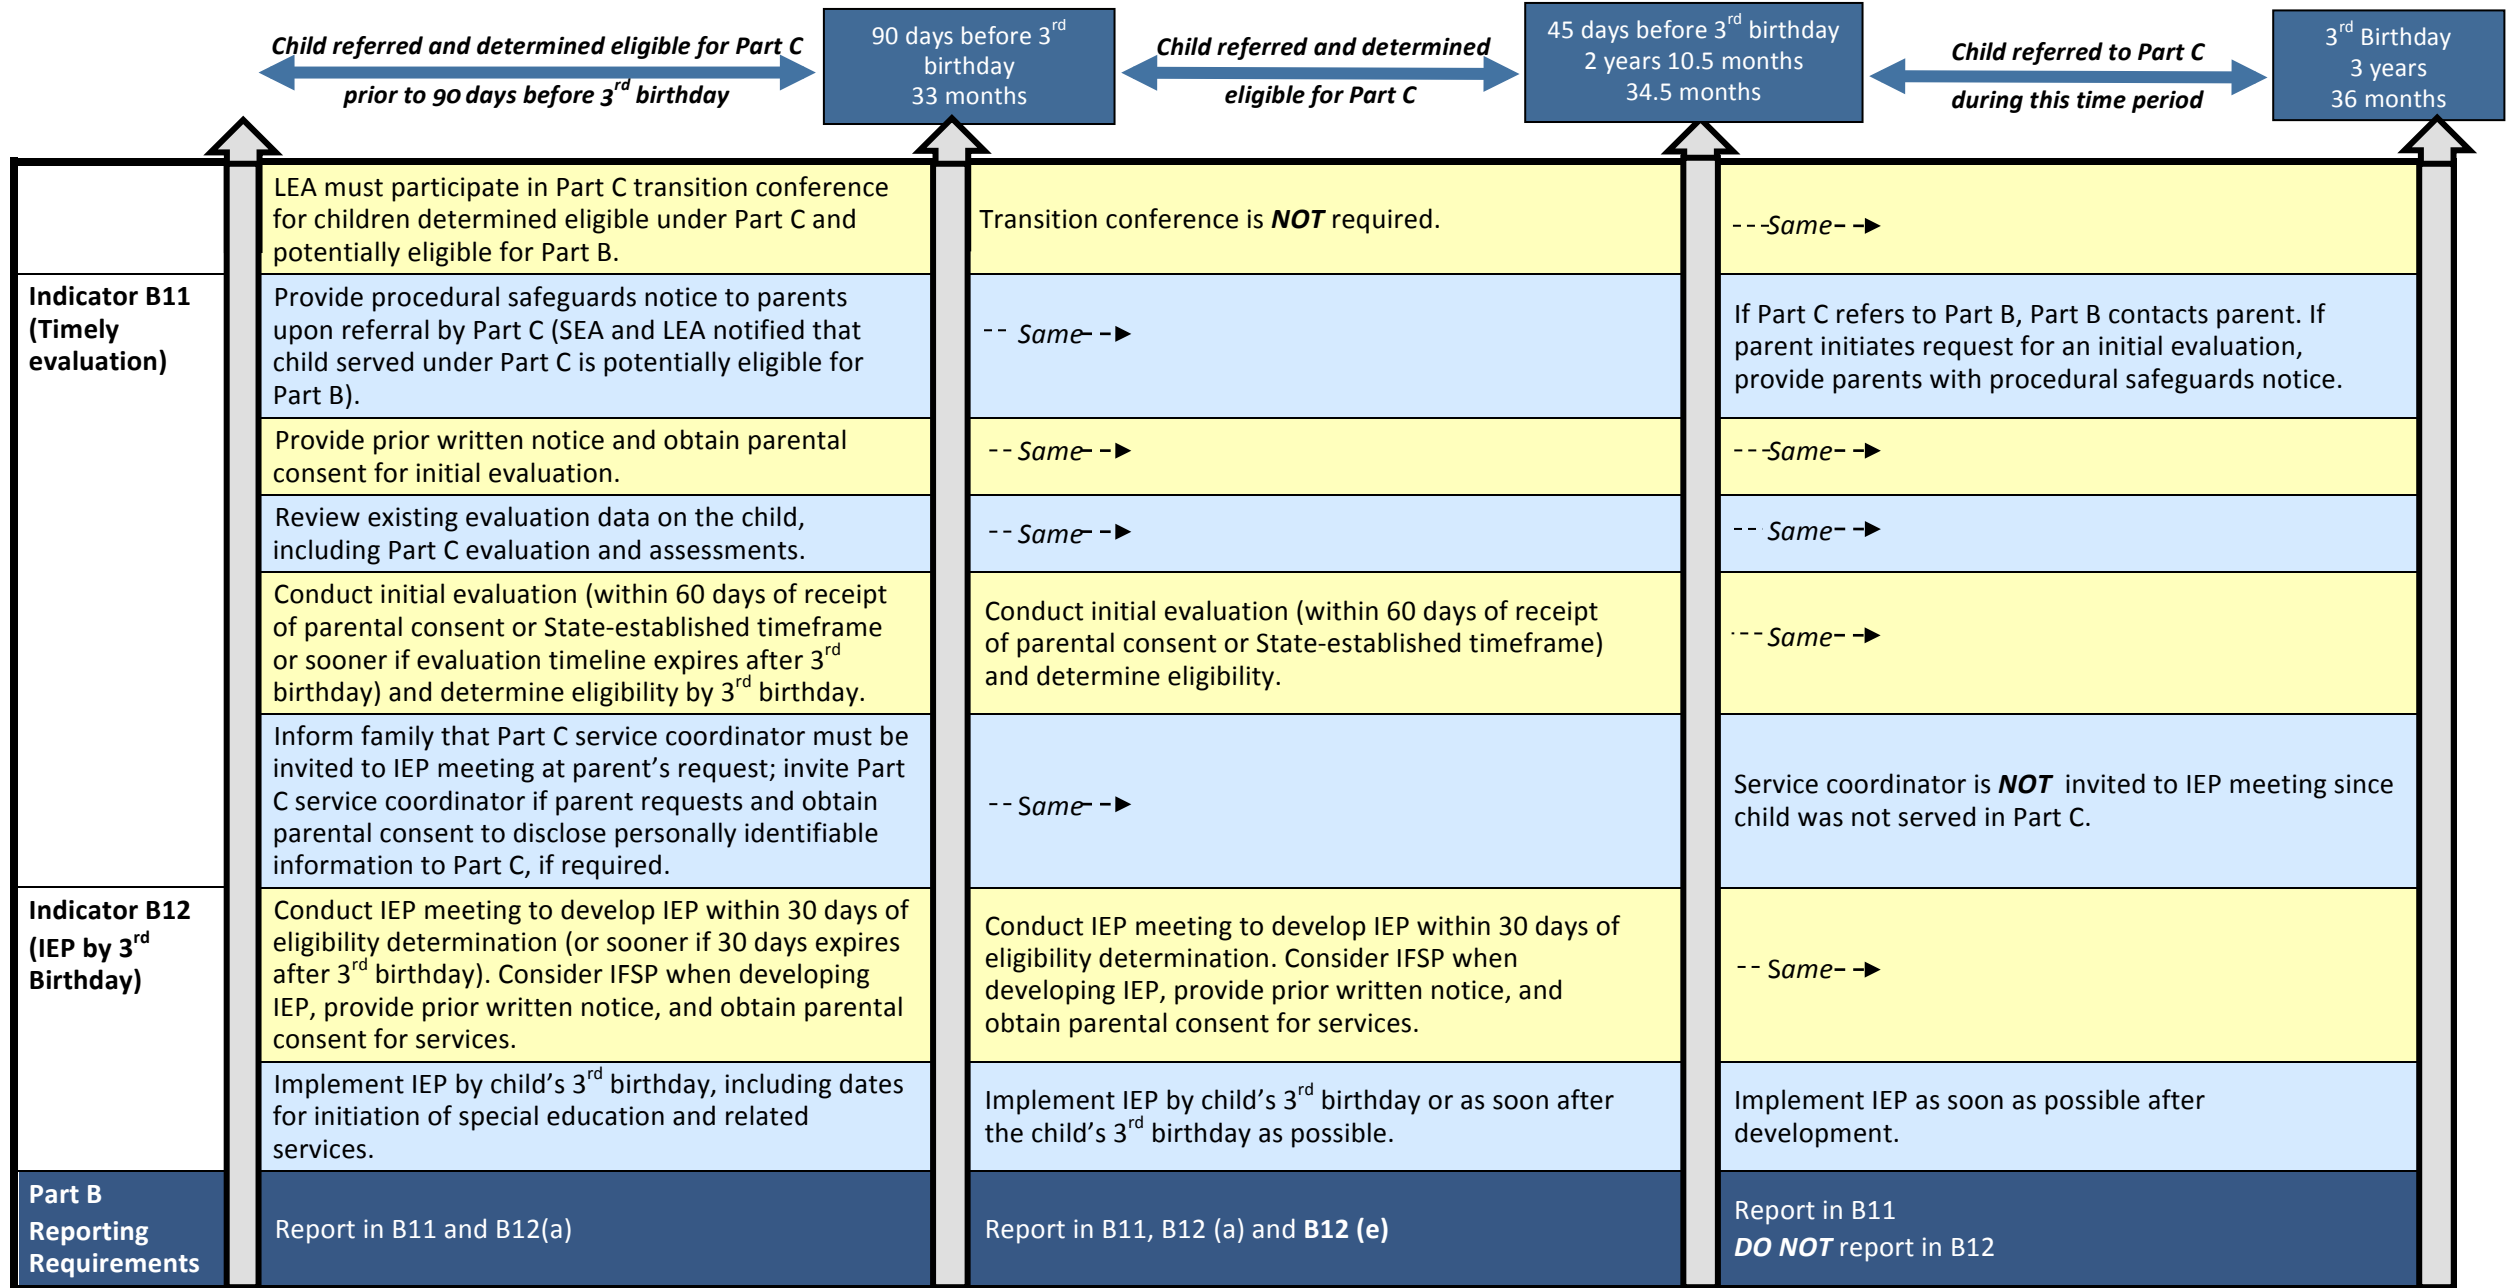 Child referred and determined eligible for Part C
prior to 90 days before 3rd birthday
90 days before 3rd
birthday
33 months
Child referred and determined
eligible for Part C
45 days before 3rd birthday
2 years 10.5 months
34.5 months
Child referred to Part C
during this time period
3rd Birthday
3 years
36 months
LEA must participate in Part C transition conference
for children determined eligible under Part C and
potentially eligible for Part B.
Transition conference is NOT required.
---Same--
Indicator B11
(Timely
evaluation)
Provide procedural safeguards notice to parents
upon referral by Part C (SEA and LEA notified that
child served under Part C is potentially eligible for
Part B).
-- Same--
If Part C refers to Part B, Part B contacts parent. If
parent initiates request for an initial evaluation,
provide parents with procedural safeguards notice.
Provide prior written notice and obtain parental
consent for initial evaluation.
-- Same--
---Same--
Review existing evaluation data on the child,
including Part C evaluation and assessments.
-- Same--
-- Same--
Conduct initial evaluation (within 60 days of receipt
of parental consent or State-established timeframe
or sooner if evaluation timeline expires after 3rd
birthday) and determine eligibility by 3rd birthday.
Conduct initial evaluation (within 60 days of receipt
of parental consent or State-established timeframe)
and determine eligibility.
---Same--
Inform family that Part C service coordinator must be
invited to IEP meeting at parent’s request; invite Part
C service coordinator if parent requests and obtain
parental consent to disclose personally identifiable
information to Part C, if required.
-- Same--
Service coordinator is NOT invited to IEP meeting since
child was not served in Part C.
Indicator B12
(IEP by 3rd
Birthday)
Conduct IEP meeting to develop IEP within 30 days of
eligibility determination (or sooner if 30 days expires
after 3rd birthday). Consider IFSP when developing
IEP, provide prior written notice, and obtain parental
consent for services.
Conduct IEP meeting to develop IEP within 30 days of
eligibility determination. Consider IFSP when
developing IEP, provide prior written notice, and
obtain parental consent for services.
-- Same--
Implement IEP by child’s 3rd birthday, including dates
for initiation of special education and related
services.
Implement IEP by child’s 3rd birthday or as soon after
the child’s 3rd birthday as possible.
Implement IEP as soon as possible after
development.
Part B
Reporting
Requirements
Report in B11 and B12(a)
Report in B11, B12 (a) and B12 (e)
Report in B11
DO NOT report in B12